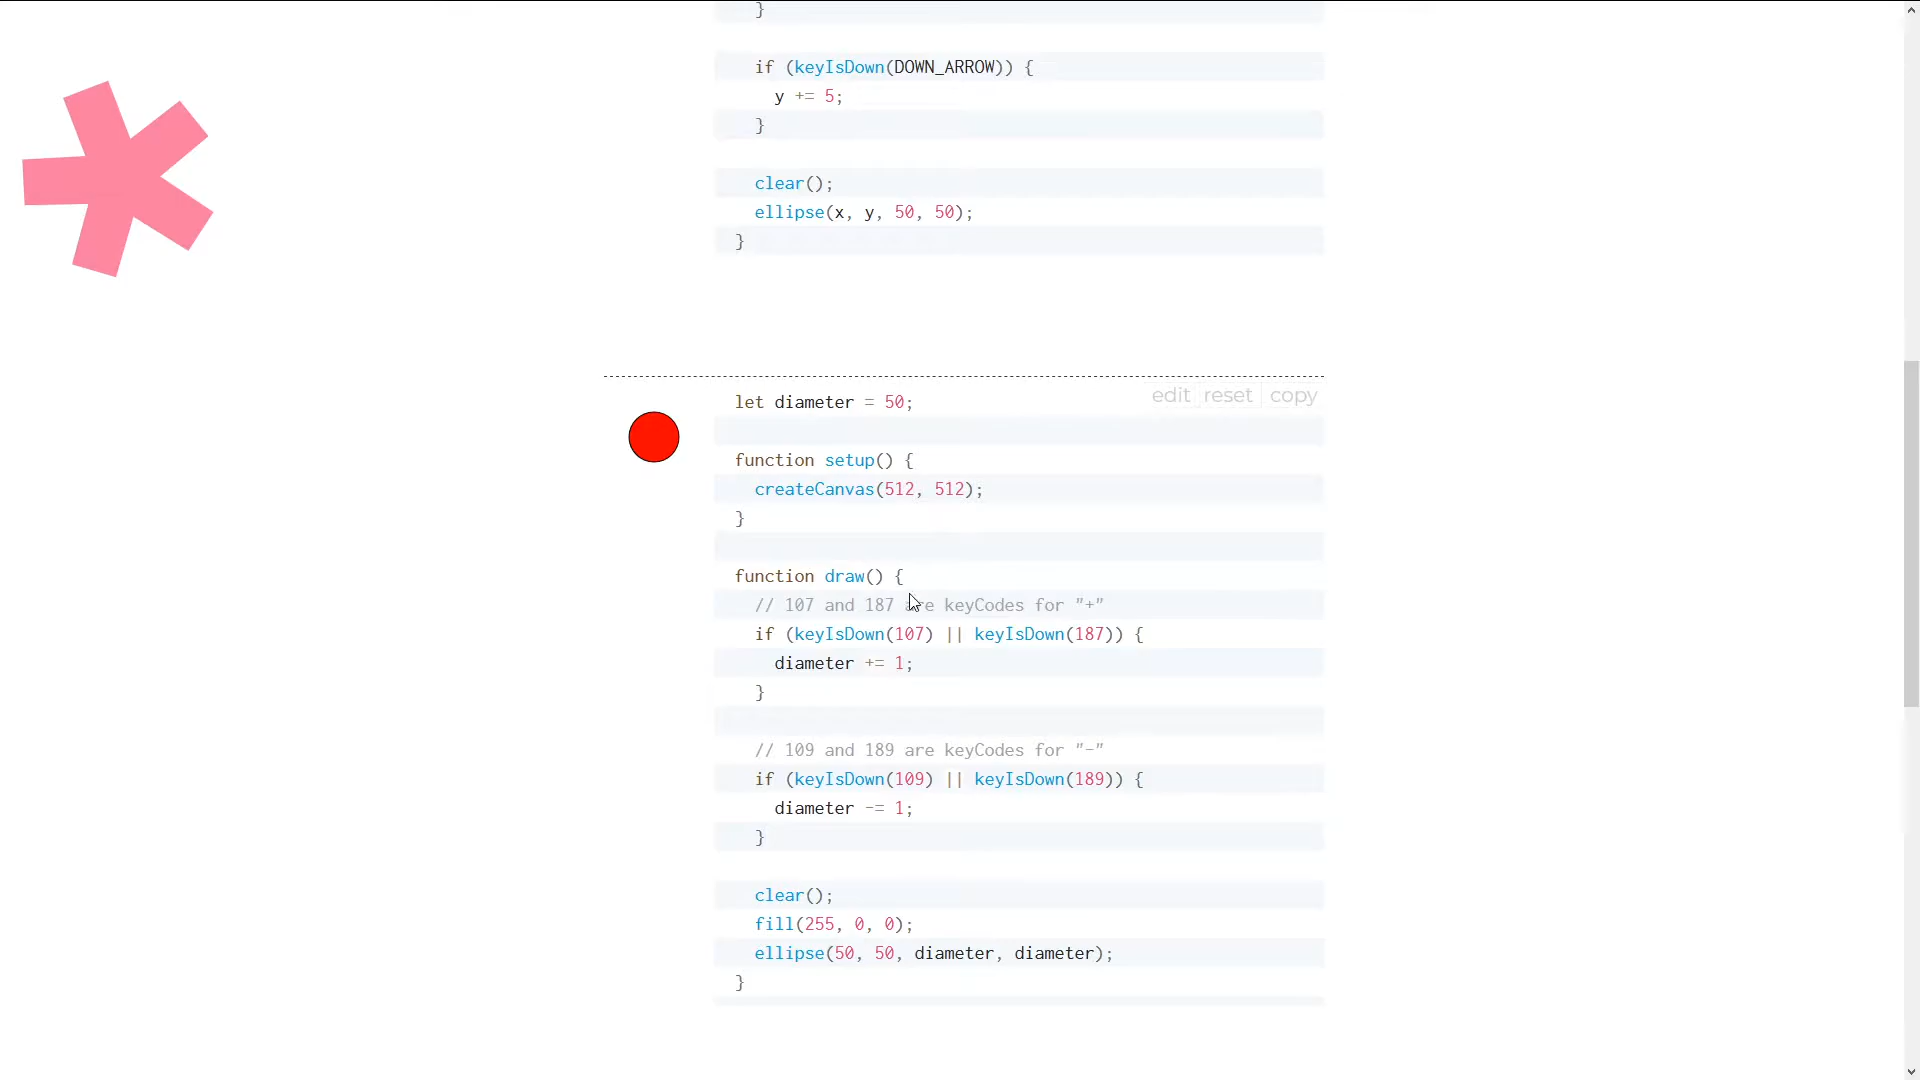 }
if (keyIsDown(DOWN_ARROW)) {
y += 5;
}
clear();
ellipse(x, y, 50, 50);
}
edit reset copy
let diameter = 50;
function setup() {
createCanvas(512, 512);
}
function draw() {
// 107 and 187 are keyCodes for "+"
if (keyIsDown(107) || keyIsDown(187)) {
diameter += 1;
}
// 109 and 189 are keyCodes for "-"
if (keyIsDown(109) || keyIsDown(189)) {
diameter -= 1;
}
clear();
fill(255, 0, 0);
ellipse(50, 50, diameter, diameter);
}